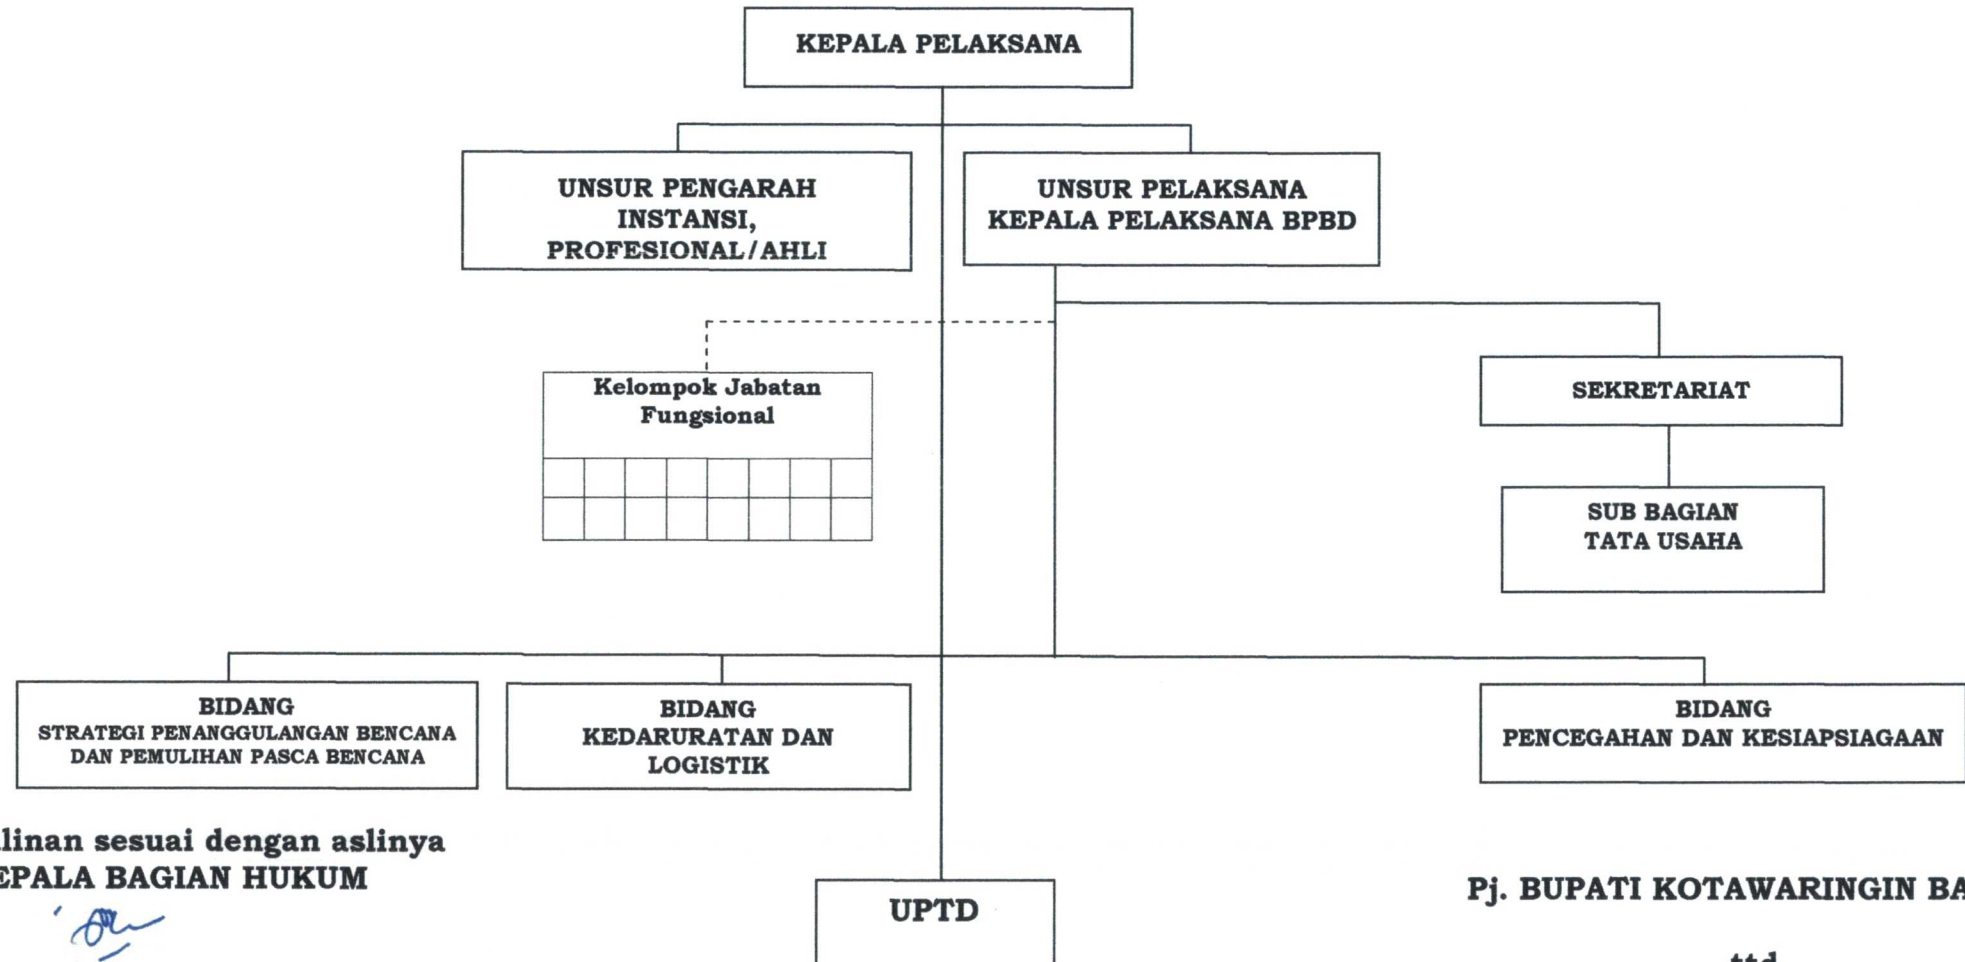 KEPALA PELAKSANA
UNSUR PENGARAH
INSTANSI,
PROFESIONAL/AHLI
UNSUR PELAKSANA
KEPALA PELAKSANA BPBD
Kelompok Jabatan
Fungsional
SEKRETARIAT
SUB BAGIAN
TATA USAHA
BIDANG
STRATEGI PENANGGULANGAN BENCANA
DAN PEMULIHAN PASCA BENCANA
BIDANG
KEDARURATAN DAN
LOGISTIK
BIDANG
PENCEGAHAN DAN KESIAPSIAGAAN
linan sesuai dengan aslinya
EPALA BAGIAN HUKUM
UPTD
Pj. BUPATI KOTAWARINGIN BA
ttd